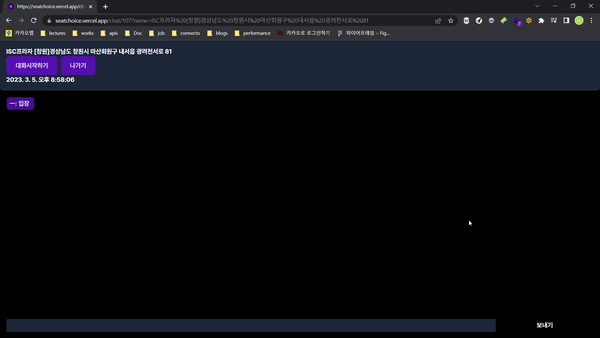 https://seatchoice.vercel.app/cha
seatchoice.vercel.app/chat/107?name=ISC프라자%20[창원]경상남도%20창원시%20마산회원구%20내서읍%20광려천서로%2081
카카오맵 lectures works apis Doc job connecto blogs performance 카카오로 로그인하기 와이어프레임 – Fig...
ISC프라자 [창원]경상남도 창원시 마산회원구 내서읍 광려천서로 81
대화시작하기 나가기
2023. 3. 5. 오후 8:58:06
ㅡ: 입장
보내기